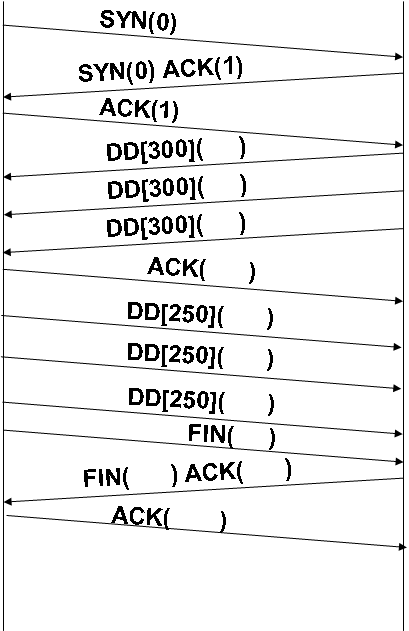 SYN(0)
SYN(0) ACK(1)
ACK(1)
DD[300]( )
DD[300]( )
DD[300]( )
ACK( )
DD[250]( )
DD[250]( )
DD[250]( )
FIN( )
FIN( ) ACK( )
ACK( )